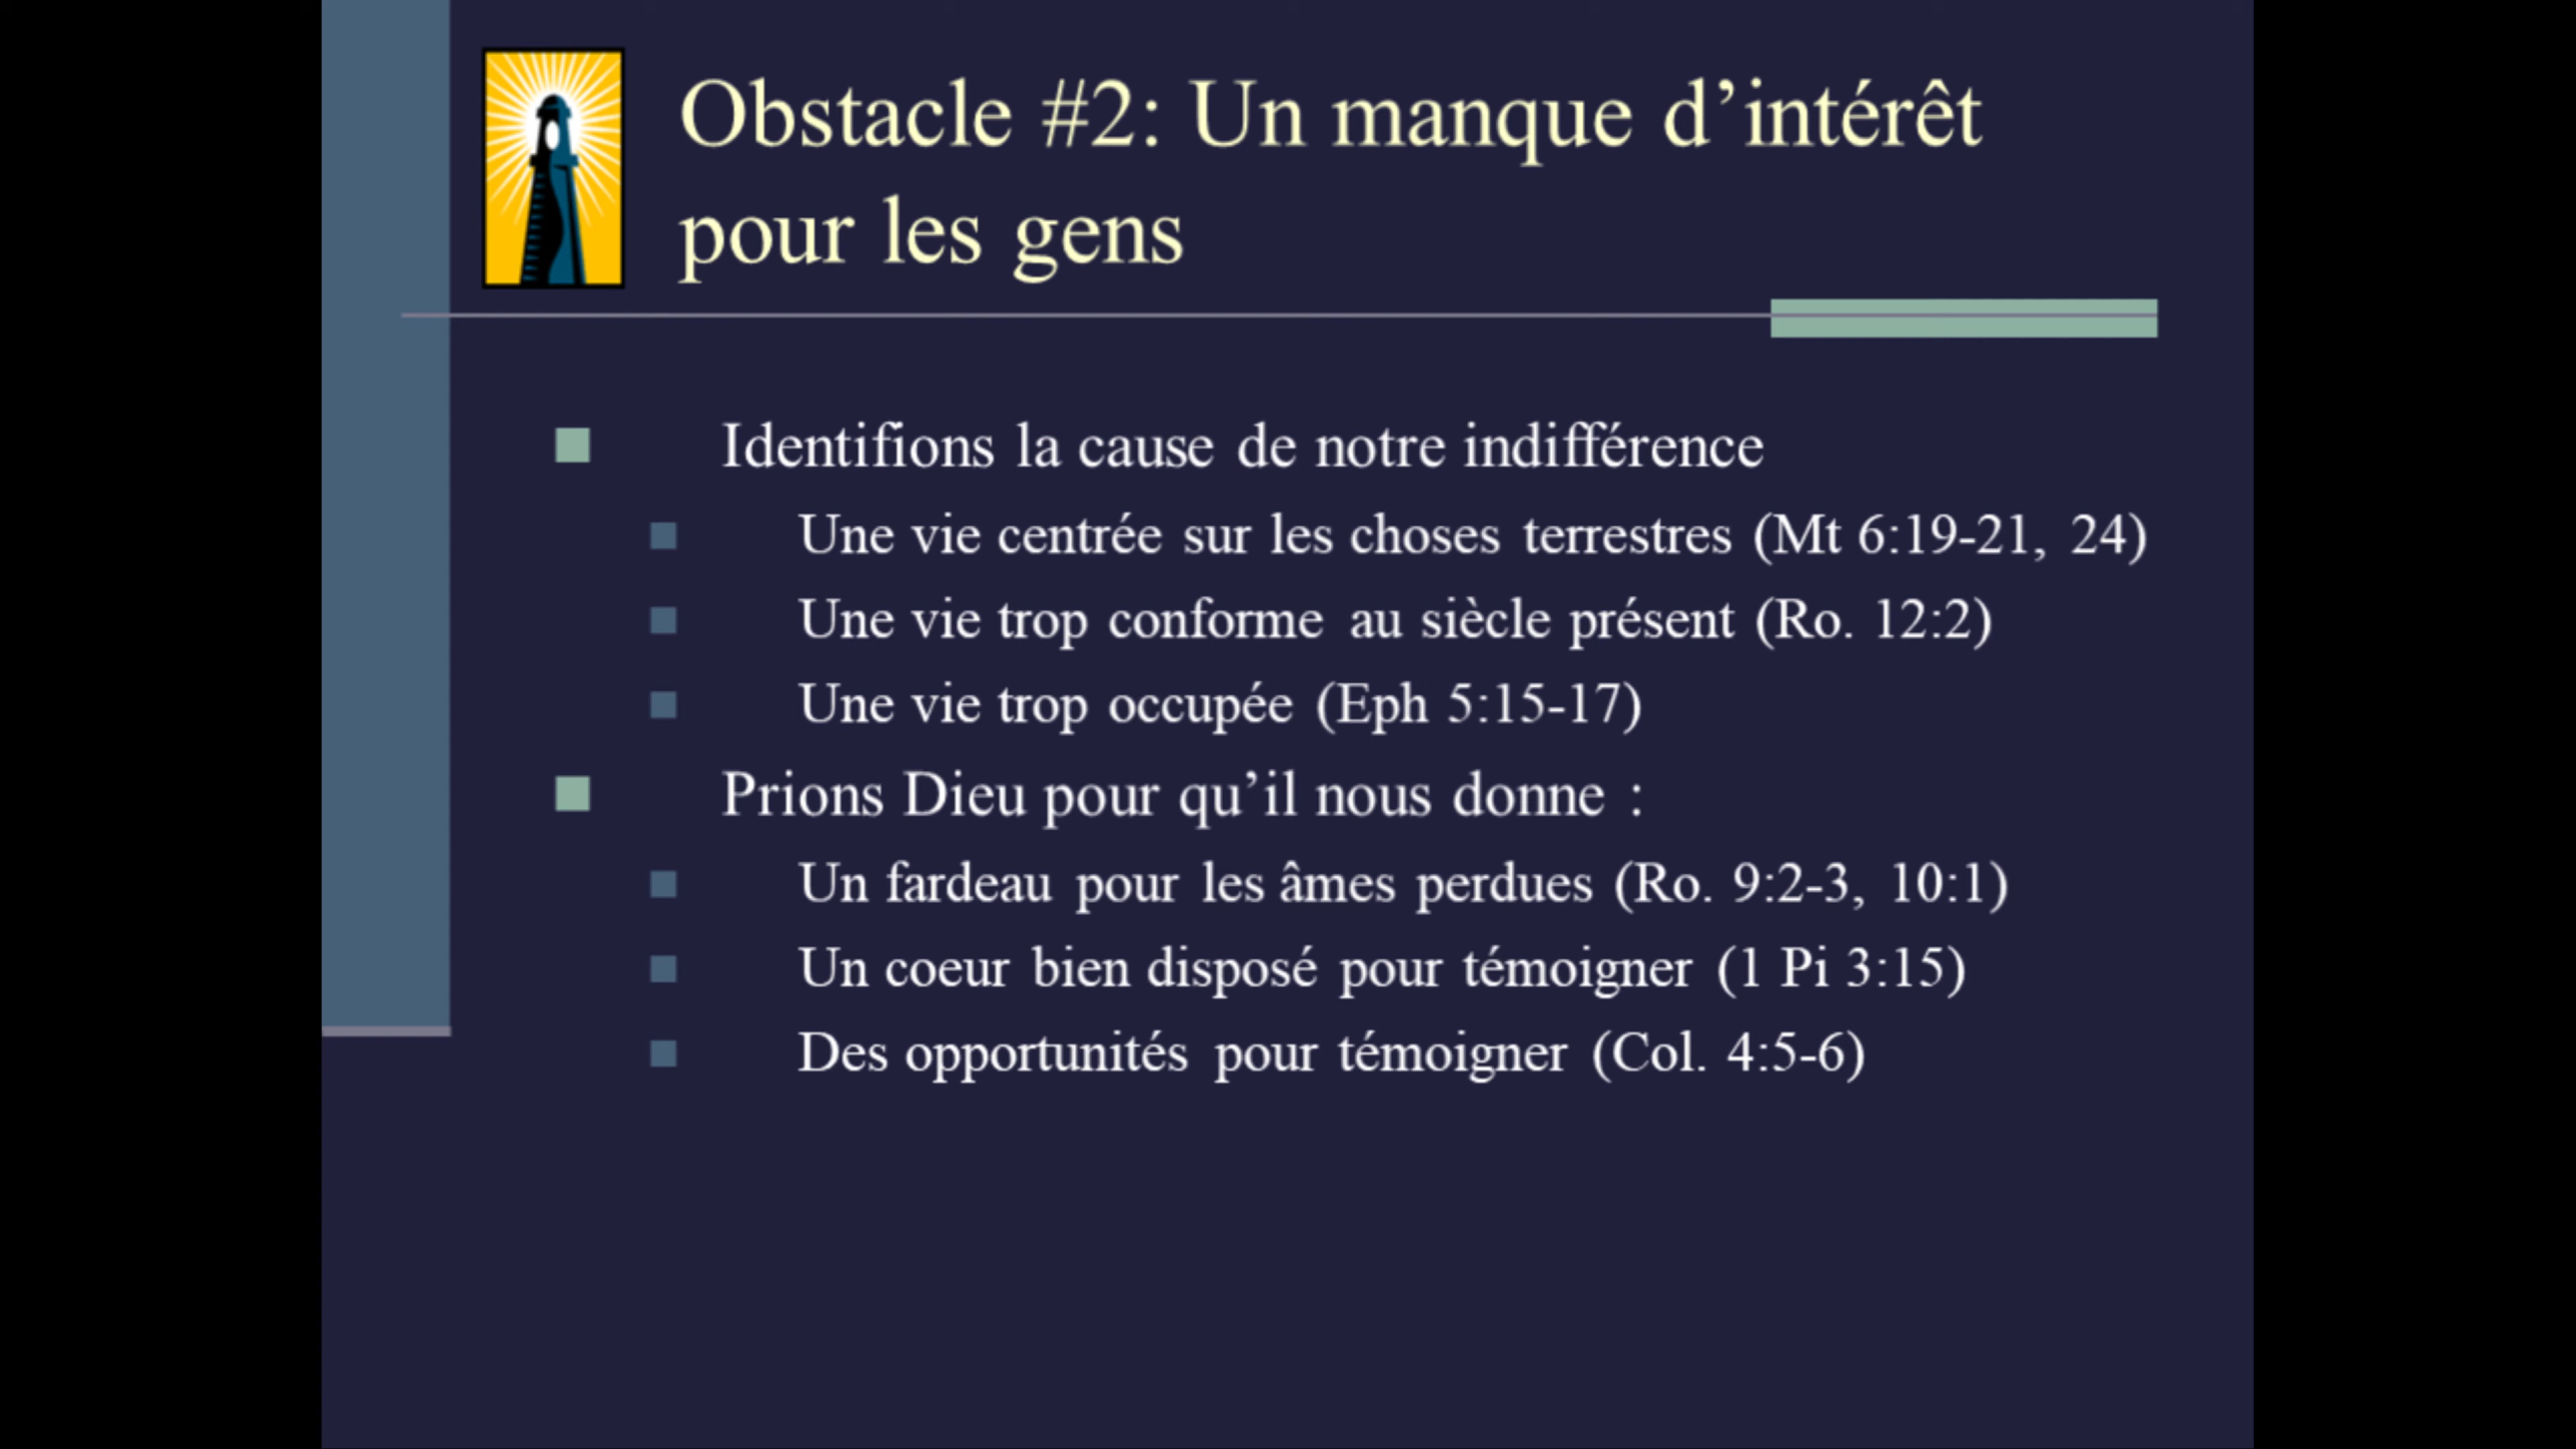 Obstacle #2: Un manque d’intérêt
pour les gens
Identifions la cause de notre indifférence
Une vie centrée sur les choses terrestres (Mt 6:19-21, 24)
Une vie trop conforme au siècle présent (Ro. 12:2)
Une vie trop occupée (Eph 5:15-17)
Prions Dieu pour qu’il nous donne :
Un fardeau pour les âmes perdues (Ro. 9:2-3, 10:1)
Un coeur bien disposé pour témoigner (1 Pi 3:15)
Des opportunités pour témoigner (Col. 4:5-6)